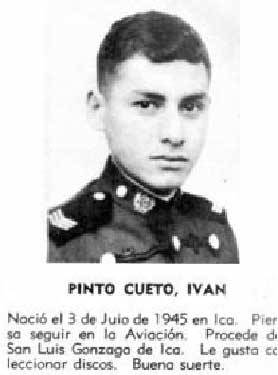 PINTO CUETO, IVAN
Nació el 3 de Juio de 1945 en Ica. Pien
sa seguir en la Aviación. Procede de
San Luis Gonzaga de Ica. Le gusta co
leccionar discos. Buena suerte.